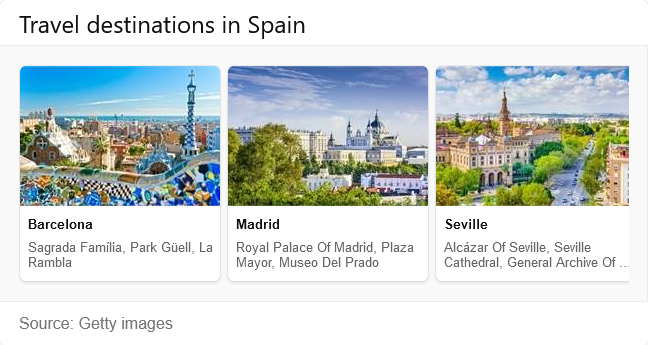 Travel destinations in Spain
Barcelona
Sagrada Família, Park Güell, La
Rambla
Madrid
Royal Palace Of Madrid, Plaza
Mayor, Museo Del Prado
Seville
Alcázar Of Seville, Seville
Cathedral, General Archive Of ...
Source: Getty images